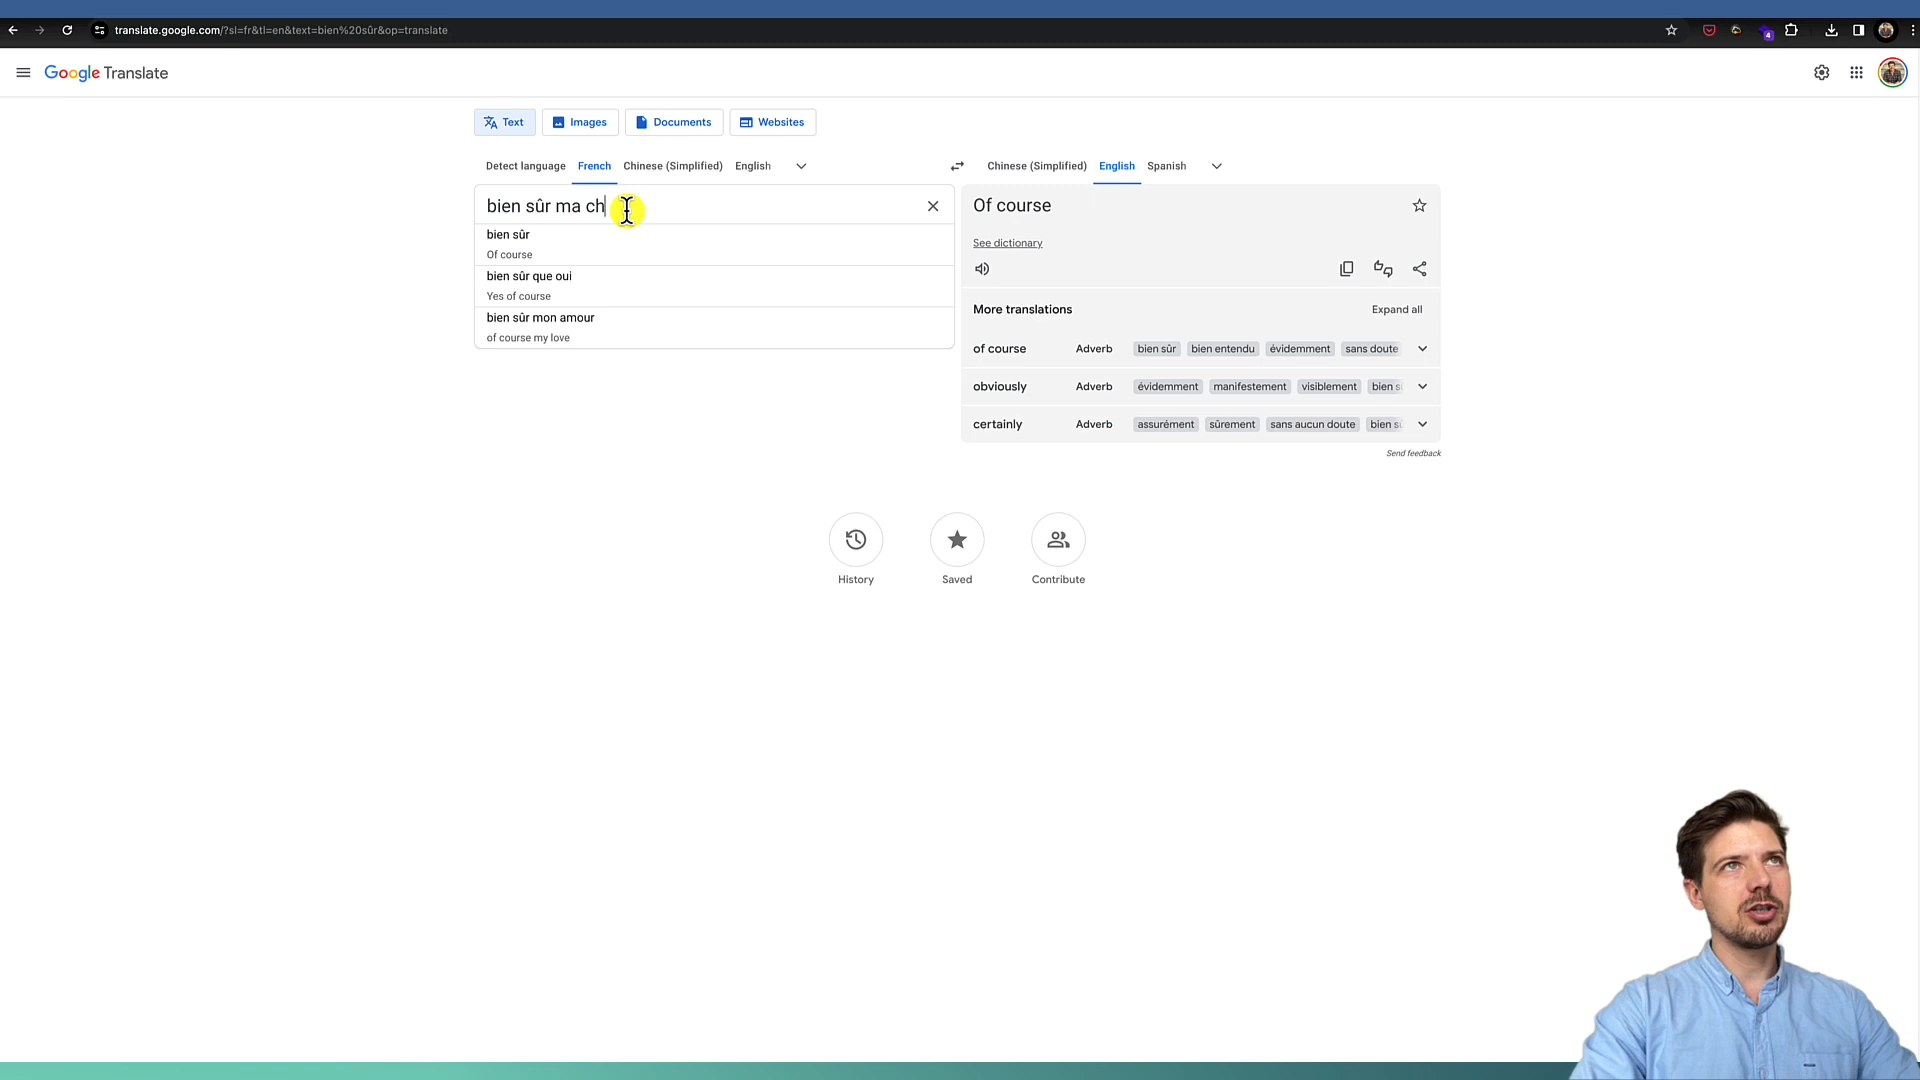 translate.google.com/?sl=fr&tl=en&text=bien%20sûr&op=translate
4
Google Translate
Text Images Documents Websites
Detect language French Chinese (Simplified) English
Chinese (Simplified) English Spanish
bien sûr ma ch
bien sûr
Of course
bien sûr que oui
Yes of course
bien sûr mon amour
of course my love
Of course
See dictionary
More translations Expand all
of course Adverb bien sûr bien entendu évidemment sans doute
obviously Adverb évidemment manifestement visiblement bien s
certainly Adverb assurément sûrement sans aucun doute bien sû
Send feedback
History Saved Contribute